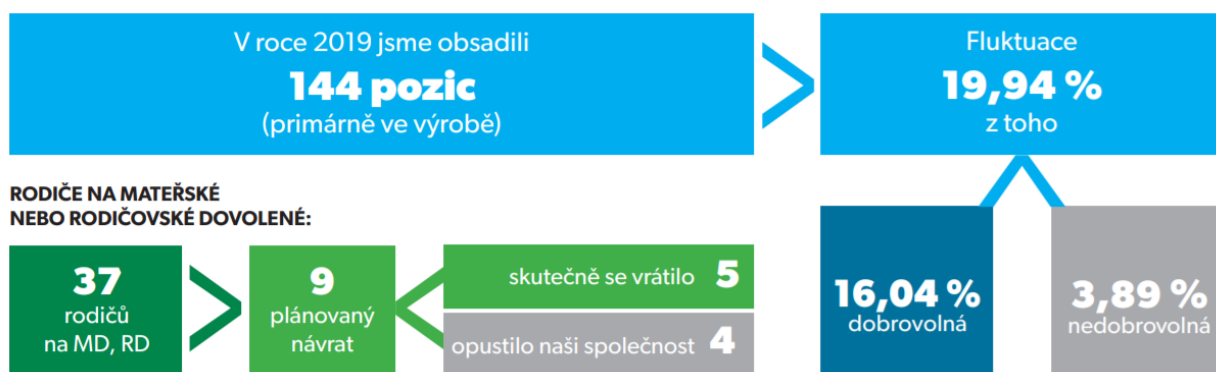 V roce 2019 jsme obsadili
144 pozic
(primárně ve výrobě)
Fluktuace
19,94 %
z toho
16,04 %
dobrovolná
3,89 %
nedobrovolná
RODIČE NA MATEŘSKÉ
NEBO RODIČOVSKÉ DOVOLENÉ:
37
rodičů
na MD, RD
9
plánovaný
návrat
skutečně se vrátilo 5
opustilo naši společnost 4